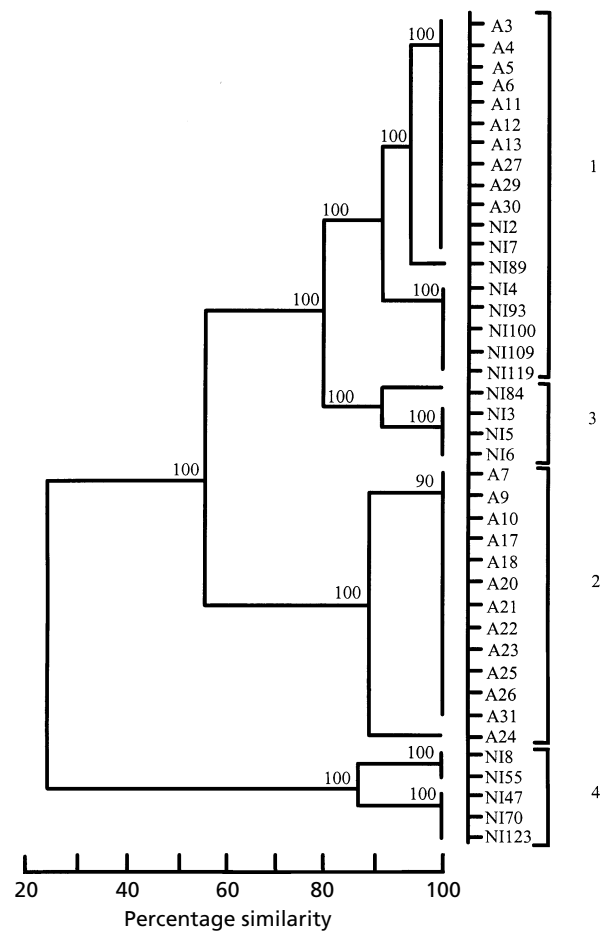 A3
100
A4
A5
A6
A11
A12
100
A13
A27
1
A29
A30
100
NI2
NI7
NI89
100
NI4
100
NI93
NI100
NI109
NI119
100
NI84
100
NI3
3
NI5
NI6
100
90
A7
A9
A10
A17
A18
2
100
A20
A21
A22
A23
A25
A26
A31
A24
100
NI8
100
NI55
100
NI47
4
NI70
NI123
20 40 60 80 100
Percentage similarity